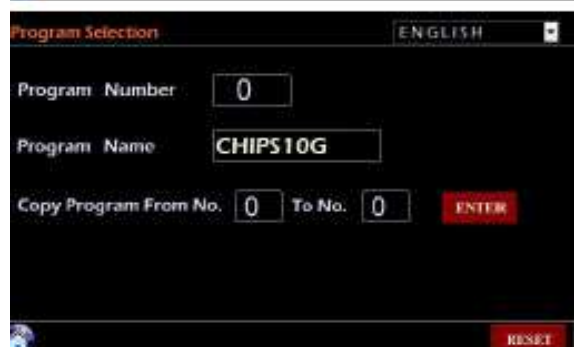 Program Selection ENGLISH
Program Number 0
Program Name CHIPS10G
Copy Program From No. 0 To No. 0 ENTER
RESET